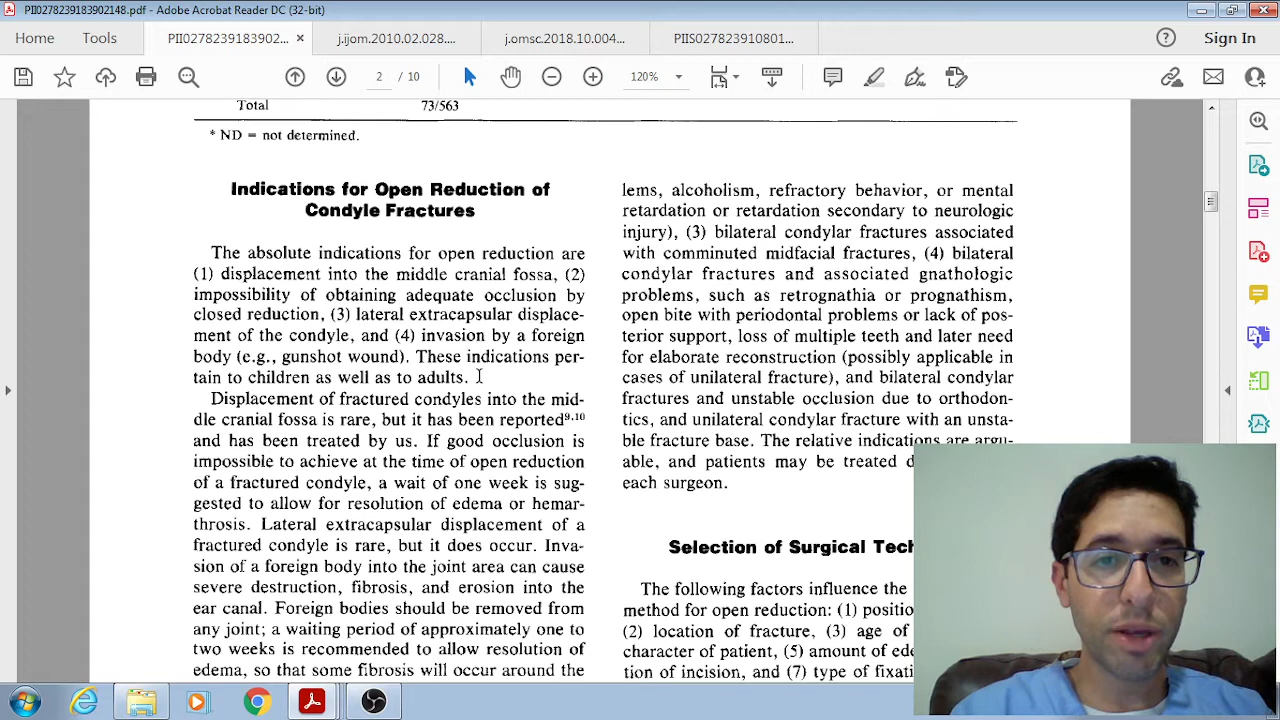 PII0278239183902148.pdf - Adobe Acrobat Reader DC (32-bit)
Home Tools PII0278239183902... × j.ijom.2010.02.028.... j.omsc.2018.10.004... PIIS027823910801... Sign In
2 / 10 120%
Total 73/563
* ND = not determined.
Indications for Open Reduction of
Condyle Fractures
The absolute indications for open reduction are
(1) displacement into the middle cranial fossa, (2)
impossibility of obtaining adequate occlusion by
closed reduction, (3) lateral extracapsular displace-
ment of the condyle, and (4) invasion by a foreign
body (e.g., gunshot wound). These indications per-
tain to children as well as to adults.
Displacement of fractured condyles into the mid-
dle cranial fossa is rare, but it has been reported9,10
and has been treated by us. If good occlusion is
impossible to achieve at the time of open reduction
of a fractured condyle, a wait of one week is sug-
gested to allow for resolution of edema or hemar-
throsis. Lateral extracapsular displacement of a
fractured condyle is rare, but it does occur. Inva-
sion of a foreign body into the joint area can cause
severe destruction, fibrosis, and erosion into the
ear canal. Foreign bodies should be removed from
any joint; a waiting period of approximately one to
two weeks is recommended to allow resolution of
edema, so that some fibrosis will occur around the
lems, alcoholism, refractory behavior, or mental
retardation or retardation secondary to neurologic
injury), (3) bilateral condylar fractures associated
with comminuted midfacial fractures, (4) bilateral
condylar fractures and associated gnathologic
problems, such as retrognathia or prognathism,
open bite with periodontal problems or lack of pos-
terior support, loss of multiple teeth and later need
for elaborate reconstruction (possibly applicable in
cases of unilateral fracture), and bilateral condylar
fractures and unstable occlusion due to orthodon-
tics, and unilateral condylar fracture with an unsta-
ble fracture base. The relative indications are argu-
able, and patients may be treated
each surgeon.
Selection of Surgical
The following factors influence the
method for open reduction: (1)
(2) location of fracture, (3) age of
character of patient, (5) amount of
tion of incision, and (7) type of